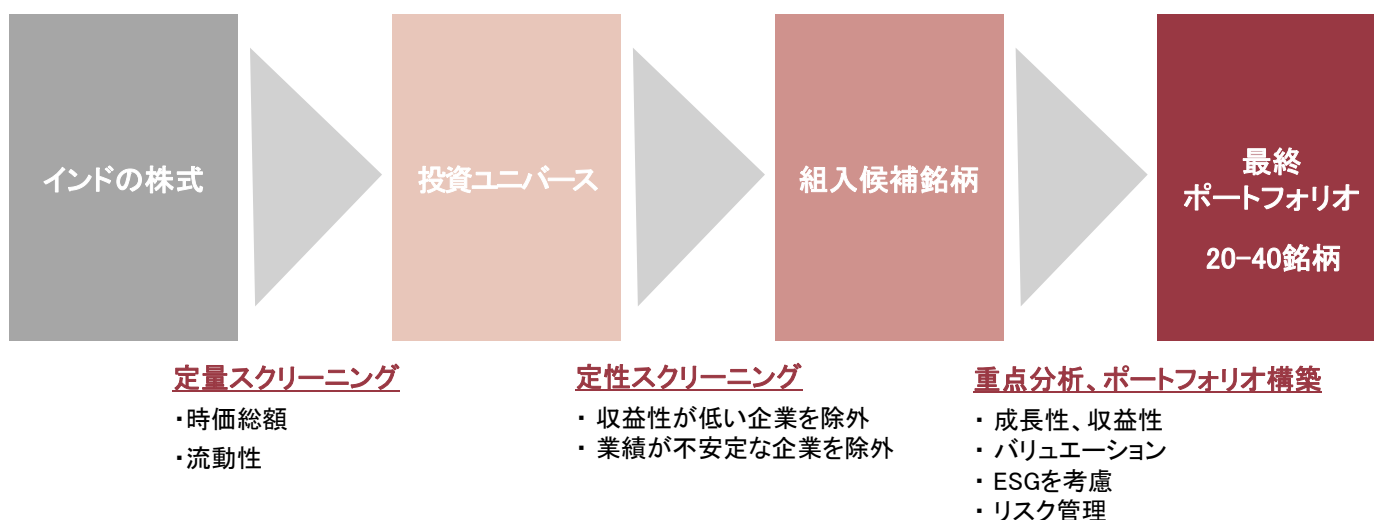 インドの株式
投資ユニバース
組入候補銘柄
最終
ポートフォリオ
20-40銘柄
定量スクリーニング
・時価総額
・流動性
定性スクリーニング
・ 収益性が低い企業を除外
・ 業績が不安定な企業を除外
重点分析、ポートフォリオ構築
・ 成長性、収益性
・ バリュエーション
・ ESGを考慮
・ リスク管理